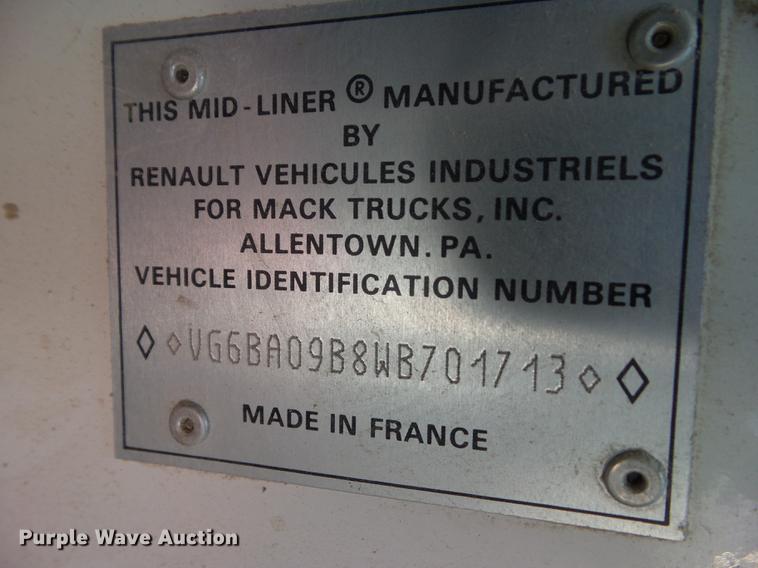 THIS MID-LINER ® MANUFACTURED
BY
RENAULT VEHICULES INDUSTRIELS
FOR MACK TRUCKS, INC.
ALLENTOWN. PA.
VEHICLE IDENTIFICATION NUMBER
◊ ⋄VG6BA09B8WB701713⋄ ◊
MADE IN FRANCE
Purple Wave Auction